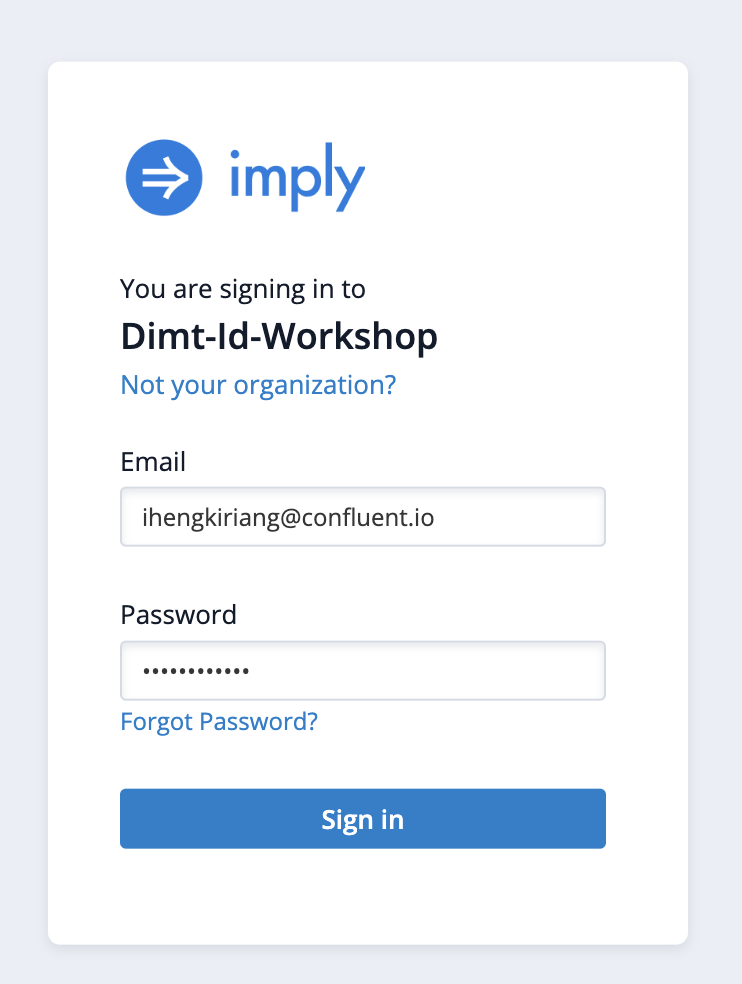 imply
You are signing in to
Dimt-Id-Workshop
Not your organization?
Email
ihengkiriang@confluent.io
Password
••••••••••••
Forgot Password?
Sign in